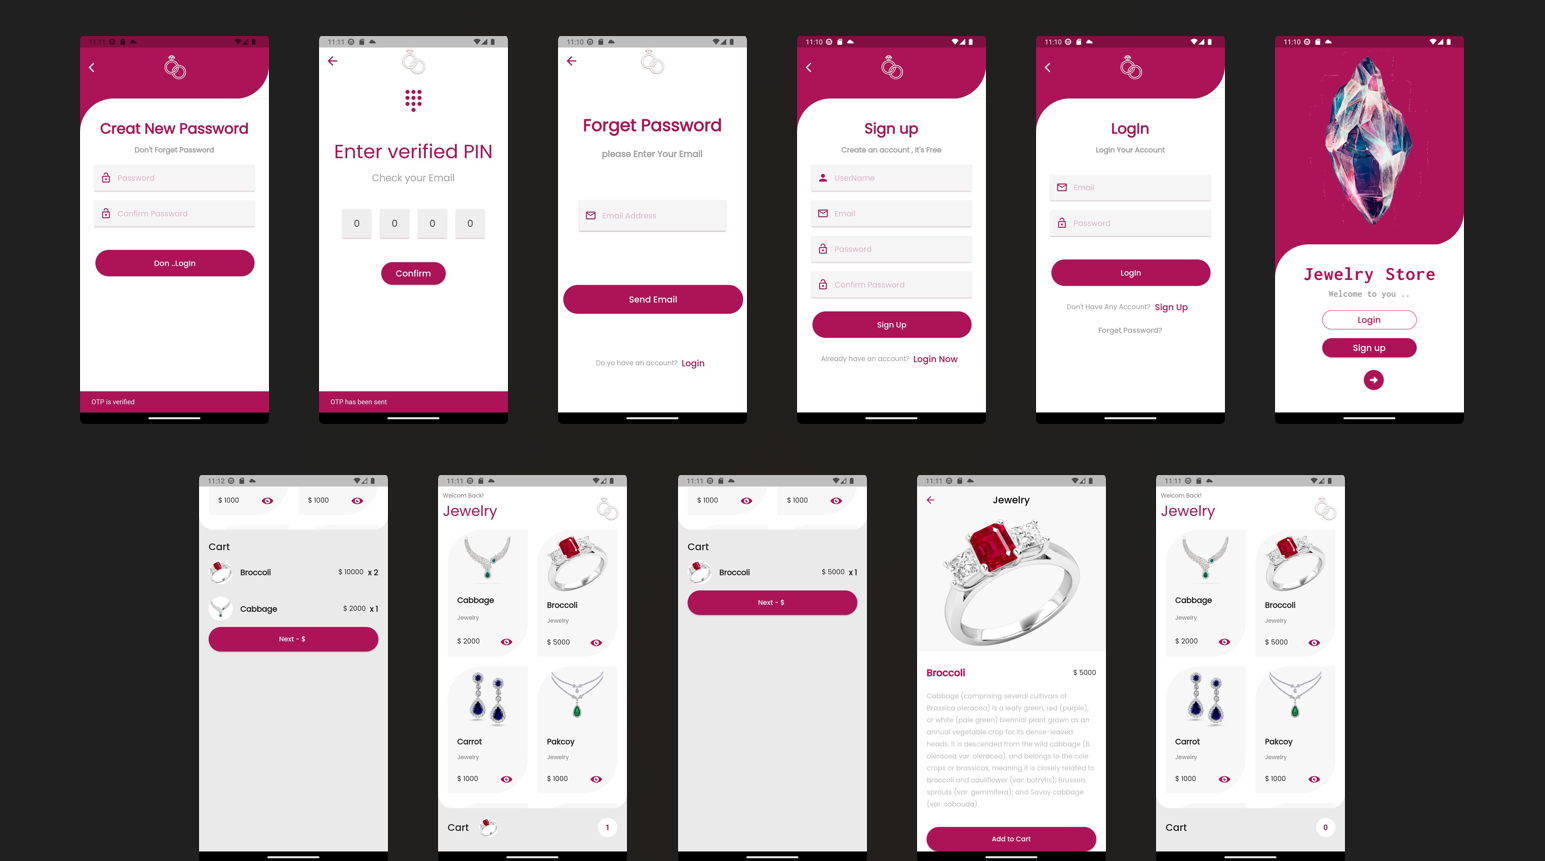 11:11
Creat New Password
Don't Forget Password
Password
Confirm Password
Don ..LogIn
OTP is verified
11:11
Enter verified PIN
Check your Email
0 0 0 0
Confirm
OTP has been sent
11:10
Forget Password
please Enter Your Email
Email Address
Send Email
Do yo have an account? Login
11:10
Sign up
Create an account , It's Free
UserName
Email
Password
Confirm Password
Sign Up
Already have an account? Login Now
11:10
LogIn
Login Your Account
Email
Password
LogIn
Don't Have Any Account? Sign Up
Forget Password?
11:10
Jewelry Store
Welcome to you ..
Login
Sign up
11:12
$ 1000 $ 1000
Cart
Broccoli $ 10000 x 2
Cabbage $ 2000 x 1
Next - $
11:11
Welcom Back!
Jewelry
Cabbage Broccoli
Jewelry Jewelry
$ 2000 $ 5000
Carrot Pakcoy
Jewelry Jewelry
$ 1000 $ 1000
Cart 1
11:11
$ 1000 $ 1000
Cart
Broccoli $ 5000 x 1
Next - $
11:11
Jewelry
Broccoli $ 5000
Cabbage (comprising several cultivars of
Brassica oleracea) is a leafy green, red (purple),
or white (pale green) biennial plant grown as an
annual vegetable crop for its dense-leaved
heads. It is descended from the wild cabbage (B.
oleracea var. oleracea), and belongs to the cole
crops or brassicas, meaning it is closely related to
broccoli and cauliflower (var. botrytis); Brussels
sprouts (var. gemmifera); and Savoy cabbage
(var. sabauda).
Add to Cart
11:11
Welcom Back!
Jewelry
Cabbage Broccoli
Jewelry Jewelry
$ 2000 $ 5000
Carrot Pakcoy
Jewelry Jewelry
$ 1000 $ 1000
Cart 0